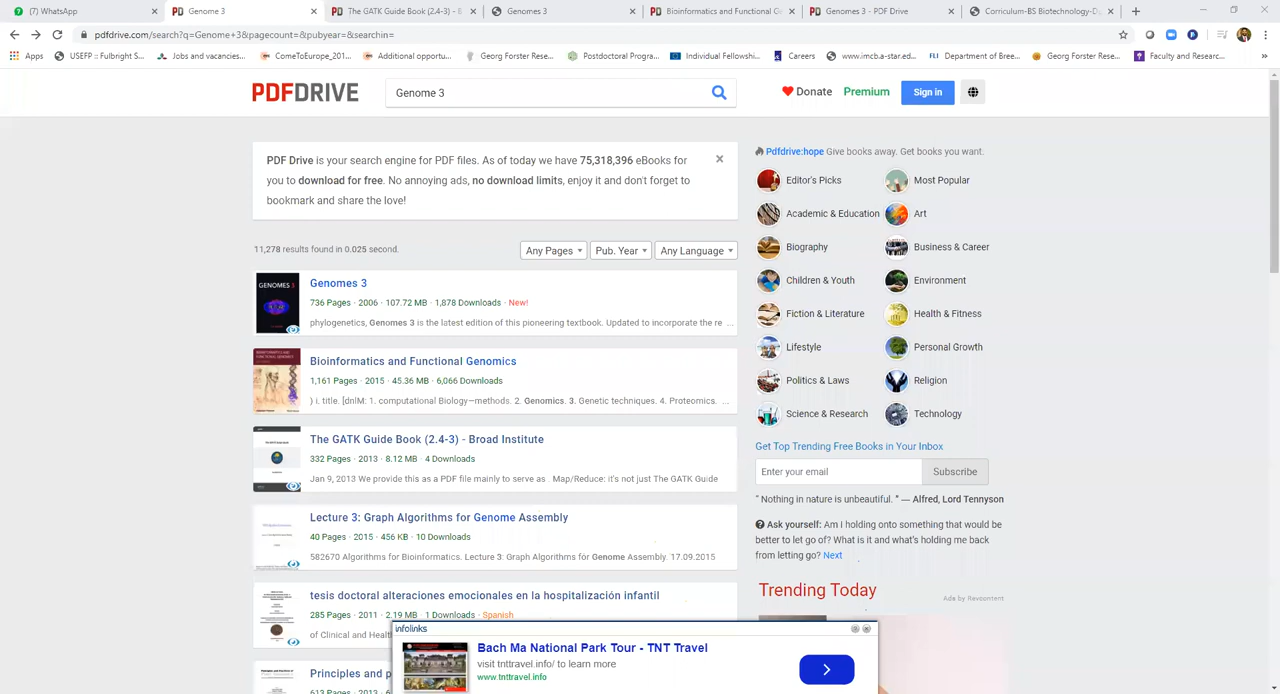 (7) WhatsApp
Genome 3
The GATK Guide Book (2.4-3) - B
Genomes 3
Bioinformatics and Functional Ge
Genomes 3 - PDF Drive
Curriculum-BS Biotechnology-D
pdfdrive.com/search?q=Genome+3&pagecount=&pubyear=&searchin=
Apps
USEFP :: Fulbright S...
Jobs and vacancies...
ComeToEurope_201...
Additional opport...
Georg Forster Rese...
Postdoctoral Progra...
Individual Fellowshi...
Careers
www.imcb.a-star.ed...
FLI Department of Bree...
Georg Forster Rese...
Faculty and Researc...
»
PDFDRIVE
Genome 3
Donate
Premium
Sign in
PDF Drive is your search engine for PDF files. As of today we have 75,318,396 eBooks for
you to download for free. No annoying ads, no download limits, enjoy it and don't forget to
bookmark and share the love!
11,278 results found in 0.025 second.
Any Pages
Pub. Year
Any Language
GENOMES 3
Genomes 3
736 Pages · 2006 · 107.72 MB · 1,878 Downloads · New!
phylogenetics, Genomes 3 is the latest edition of this pioneering textbook. Updated to incorporate the re ...
Bioinformatics and Functional Genomics
1,161 Pages · 2015 · 45.36 MB · 6,066 Downloads
) i. title. [dnlM: 1. computational Biology—methods. 2. Genomics. 3. Genetic techniques. 4. Proteomics. ...
The GATK Guide Book (2.4-3) - Broad Institute
332 Pages · 2013 · 8.12 MB · 4 Downloads
Jan 9, 2013 We provide this as a PDF file mainly to serve as . Map/Reduce: it's not just The GATK Guide
Lecture 3: Graph Algorithms for Genome Assembly
40 Pages · 2015 · 456 KB · 10 Downloads
582670 Algorithms for Bioinformatics. Lecture 3: Graph Algorithms for Genome Assembly. 17.09.2015
tesis doctoral alteraciones emocionales en la hospitalización infantil
285 Pages · 2011 · 2.19 MB · 1 Downloads · Spanish
of Clinical and Healt
Principles and p
613 Pages · 2
Pdfdrive:hope Give books away. Get books you want.
Editor's Picks
Most Popular
Academic & Education
Art
Biography
Business & Career
Children & Youth
Environment
Fiction & Literature
Health & Fitness
Lifestyle
Personal Growth
Politics & Laws
Religion
Science & Research
Technology
Get Top Trending Free Books in Your Inbox
Enter your email
Subscribe
" Nothing in nature is unbeautiful. " — Alfred, Lord Tennyson
Ask yourself: Am I holding onto something that would be
better to let go of? What is it and what's holding me back
from letting go? Next
Trending Today
Ads by Revcontent
infolinks
Bach Ma National Park Tour - TNT Travel
visit tnttravel.info/ to learn more
www.tnttravel.info